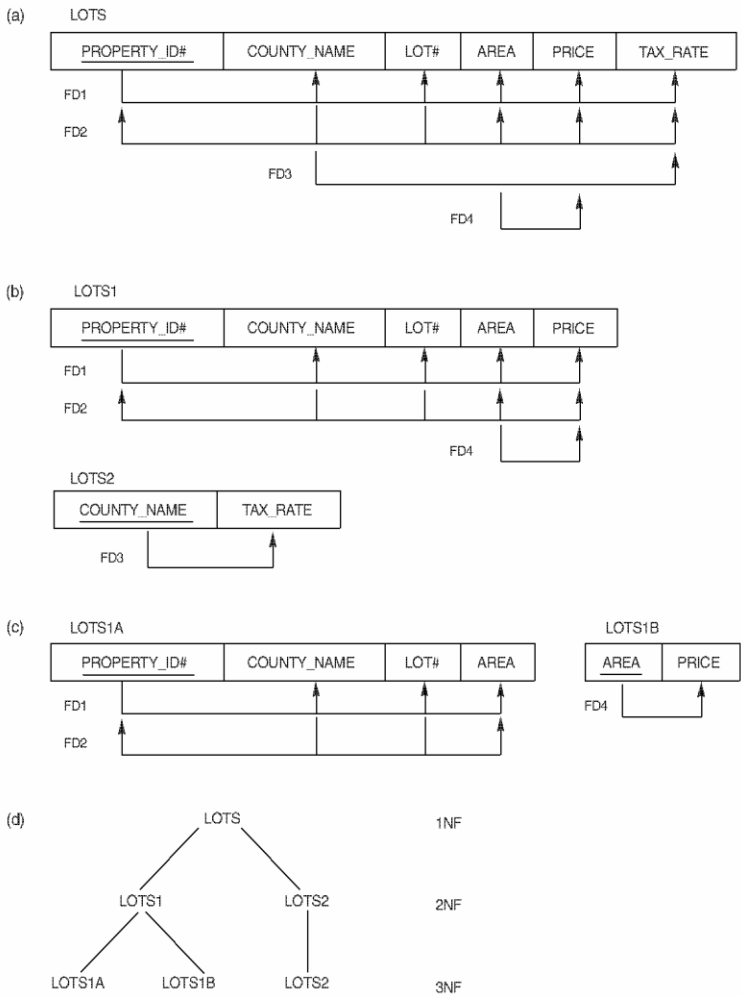 (a) LOTS
PROPERTY_ID# COUNTY_NAME LOT# AREA PRICE TAX_RATE
FD1
FD2
FD3
FD4
(b) LOTS1
PROPERTY_ID# COUNTY_NAME LOT# AREA PRICE
FD1
FD2
FD4
LOTS2
COUNTY_NAME TAX_RATE
FD3
(c) LOTS1A LOTS1B
PROPERTY_ID# COUNTY_NAME LOT# AREA AREA PRICE
FD1 FD4
FD2
(d) LOTS 1NF
LOTS1 LOTS2 2NF
LOTS1A LOTS1B LOTS2 3NF